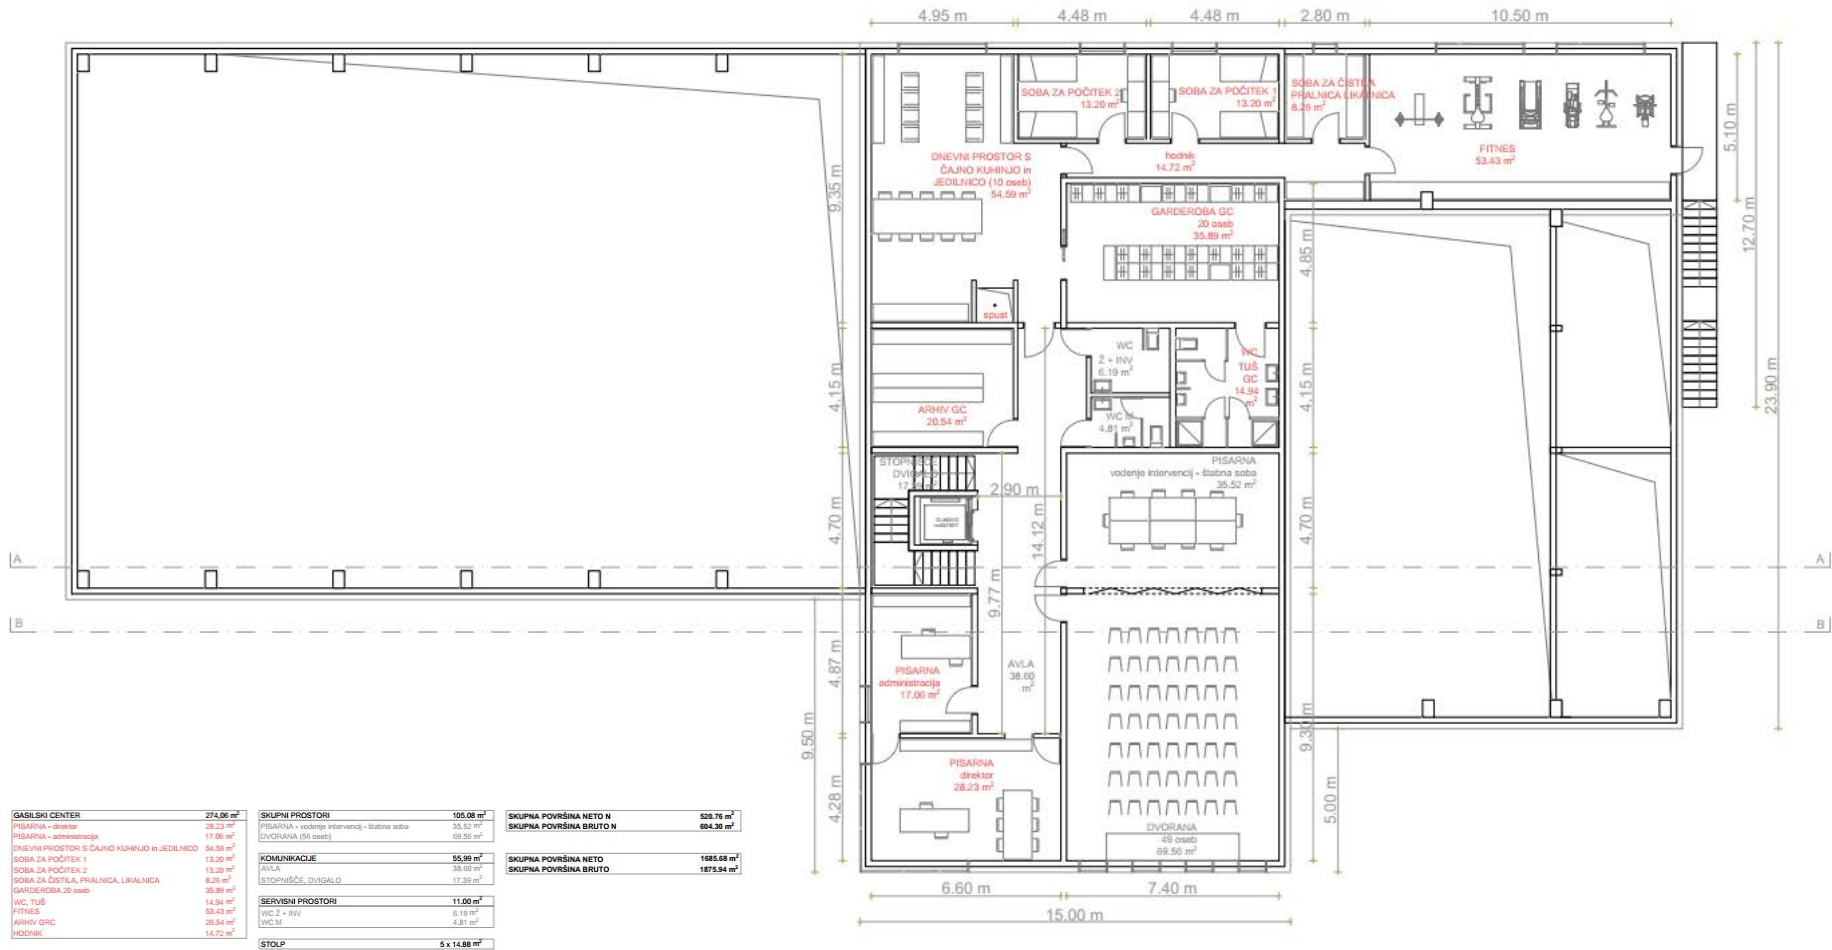 4.95 m
4.48 m
4.48 m
2.80 m
10.50 m
SOBA ZA POČITEK 2
13.20 m²
SOBA ZA POČITEK 1
13.20 m²
SOBA ZA ČISTILA
PRALNICA LIKALNICA
8.26 m²
FITNES
53.43 m²
DNEVNI PROSTOR S
ČAJNO KUHINJO in
JEDILNICO (10 oseb)
54.59 m²
hodnik
14.72 m²
GARDEROBA GC
20 oseb
35.89 m²
9.35 m
4.85 m
5.10 m
12.70 m
23.90 m
spust
WC
Ž + INV
6.19 m²
WC
TUŠ
GC
14.94
m²
ARHIV GC
20.54 m²
WC M
4.81 m²
4.15 m
4.15 m
STOPNIŠČE
DVIGALO
2.90 m
PISARNA
vodenje intervencij - štabna soba
35.52 m²
4.70 m
14.12 m
4.70 m
A
A
9.77 m
B
B
PISARNA
administracija
17.06 m²
AVLA
38.60
m²
4.87 m
9.50 m
9.30 m
PISARNA
direktor
28.23 m²
4.28 m
5.00 m
DVORANA
49 oseb
69.56 m²
6.60 m
7.40 m
15.00 m
GASILSKI CENTER 274,06 m²
PISARNA - direktor 28.23 m²
PISARNA - administracija 17.06 m²
DNEVNI PROSTOR S ČAJNO KUHINJO in JEDILNICO 54.59 m²
SOBA ZA POČITEK 1 13,20 m²
SOBA ZA POČITEK 2 13,20 m²
SOBA ZA ČISTILA, PRALNICA, LIKALNICA 8,26 m²
GARDEROBA 20 oseb 35,89 m²
WC, TUŠ 14,94 m²
FITNES 53,43 m²
ARHIV GRC 20,54 m²
HODNIK 14,72 m²
SKUPNI PROSTORI 105.08 m²
PISARNA - vodenje intervencij - štabna soba 35,52 m²
DVORANA (56 oseb) 69.56 m²
KOMUNIKACIJE 55,99 m²
AVLA 38.60 m²
STOPNIŠČE, DVIGALO 17,39 m²
SERVISNI PROSTORI 11.00 m²
WC Ž + INV 6,19 m²
WC M 4,81 m²
STOLP 5 x 14.88 m²
SKUPNA POVRŠINA NETO N 520.76 m²
SKUPNA POVRŠINA BRUTO N 604.30 m²
SKUPNA POVRŠINA NETO 1685.68 m²
SKUPNA POVRŠINA BRUTO 1875.94 m²